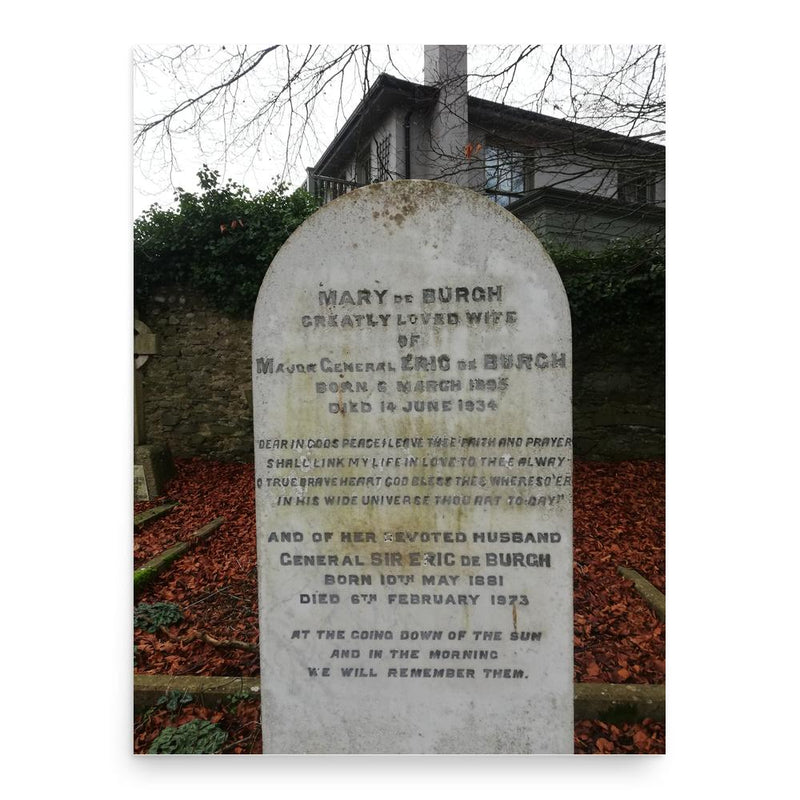 MARY DE BURGH
GREATLY LOVED WIFE
OF
MAJOR GENERAL ERIC DE BURGH
BORN 6 MARCH 1895
DIED 14 JUNE 1934
"DEAR IN GODS PEACE I LEAVE THEE FAITH AND PRAYER
SHALL LINK MY LIFE IN LOVE TO THEE ALWAY
O TRUE BRAVE HEART GOD BLESS THEE WHERESO'ER
IN HIS WIDE UNIVERSE THOU ART TO-DAY"
AND OF HER DEVOTED HUSBAND
GENERAL SIR ERIC DE BURGH
BORN 10TH MAY 1881
DIED 6TH FEBRUARY 1973
AT THE GOING DOWN OF THE SUN
AND IN THE MORNING
WE WILL REMEMBER THEM.